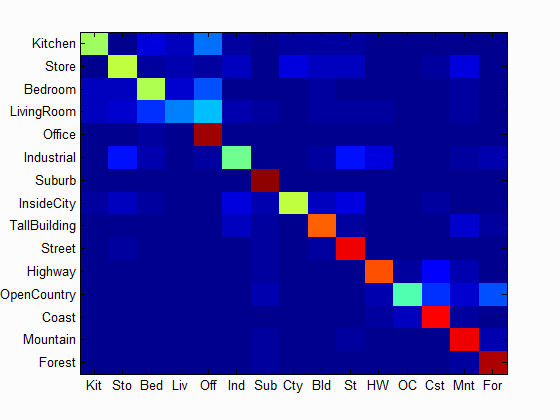 Kitchen
Store
Bedroom
LivingRoom
Office
Industrial
Suburb
InsideCity
TallBuilding
Street
Highway
OpenCountry
Coast
Mountain
Forest
Kit Sto Bed Liv Off Ind Sub Cty Bld St HW OC Cst Mnt For